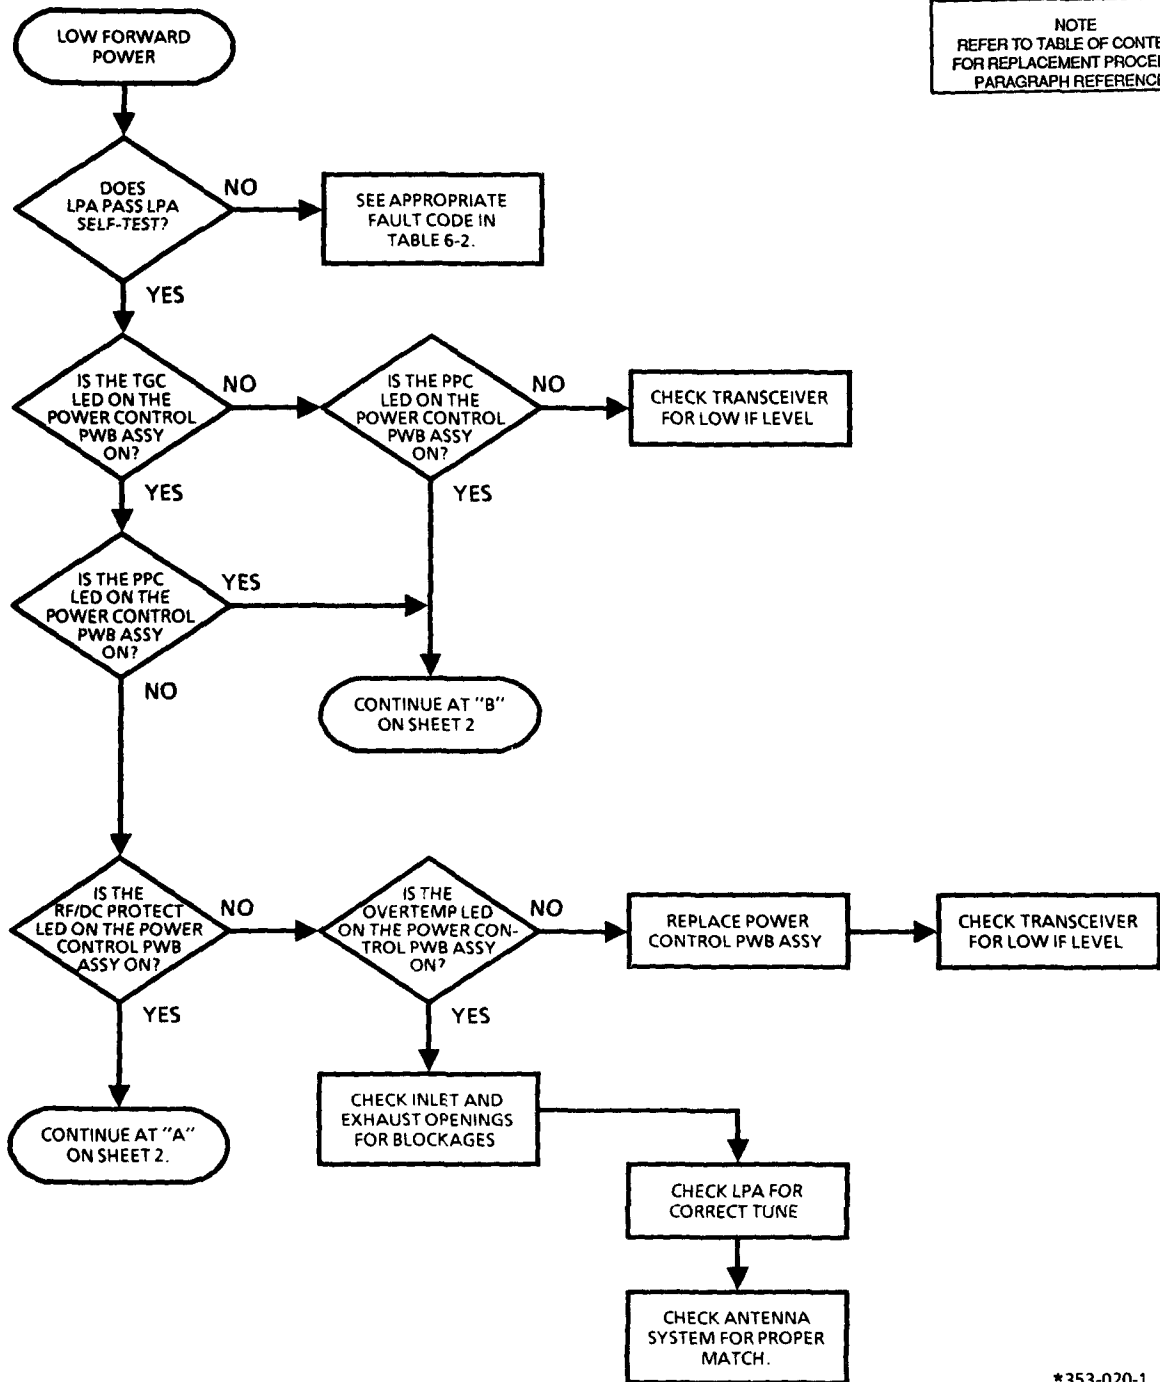 NOTE
REFER TO TABLE OF
FOR REPLACEMENT
PARAGRAPH
LOW FORWARD
POWER
DOES
LPA PASS LPA
SELF-TEST?
NO
SEE APPROPRIATE
FAULT CODE IN
TABLE 6-2.
YES
IS THE TGC
LED ON THE
POWER CONTROL
PWB ASSY
ON?
NO
IS THE PPC
LED ON THE
POWER CONTROL
PWB ASSY
ON?
NO
CHECK TRANSCEIVER
FOR LOW IF LEVEL
YES
YES
IS THE PPC
LED ON THE
POWER CONTROL
PWB ASSY
ON?
YES
NO
CONTINUE AT "B"
ON SHEET 2
IS THE
RF/DC PROTECT
LED ON THE POWER
CONTROL PWB
ASSY ON?
NO
IS THE
OVERTEMP LED
ON THE POWER CON-
TROL PWB ASSY
ON?
NO
REPLACE POWER
CONTROL PWB ASSY
CHECK TRANSCEIVER
FOR LOW IF LEVEL
YES
YES
CONTINUE AT "A"
ON SHEET 2.
CHECK INLET AND
EXHAUST OPENINGS
FOR BLOCKAGES
CHECK LPA FOR
CORRECT TUNE
CHECK ANTENNA
SYSTEM FOR PROPER
MATCH.
*353-020-1